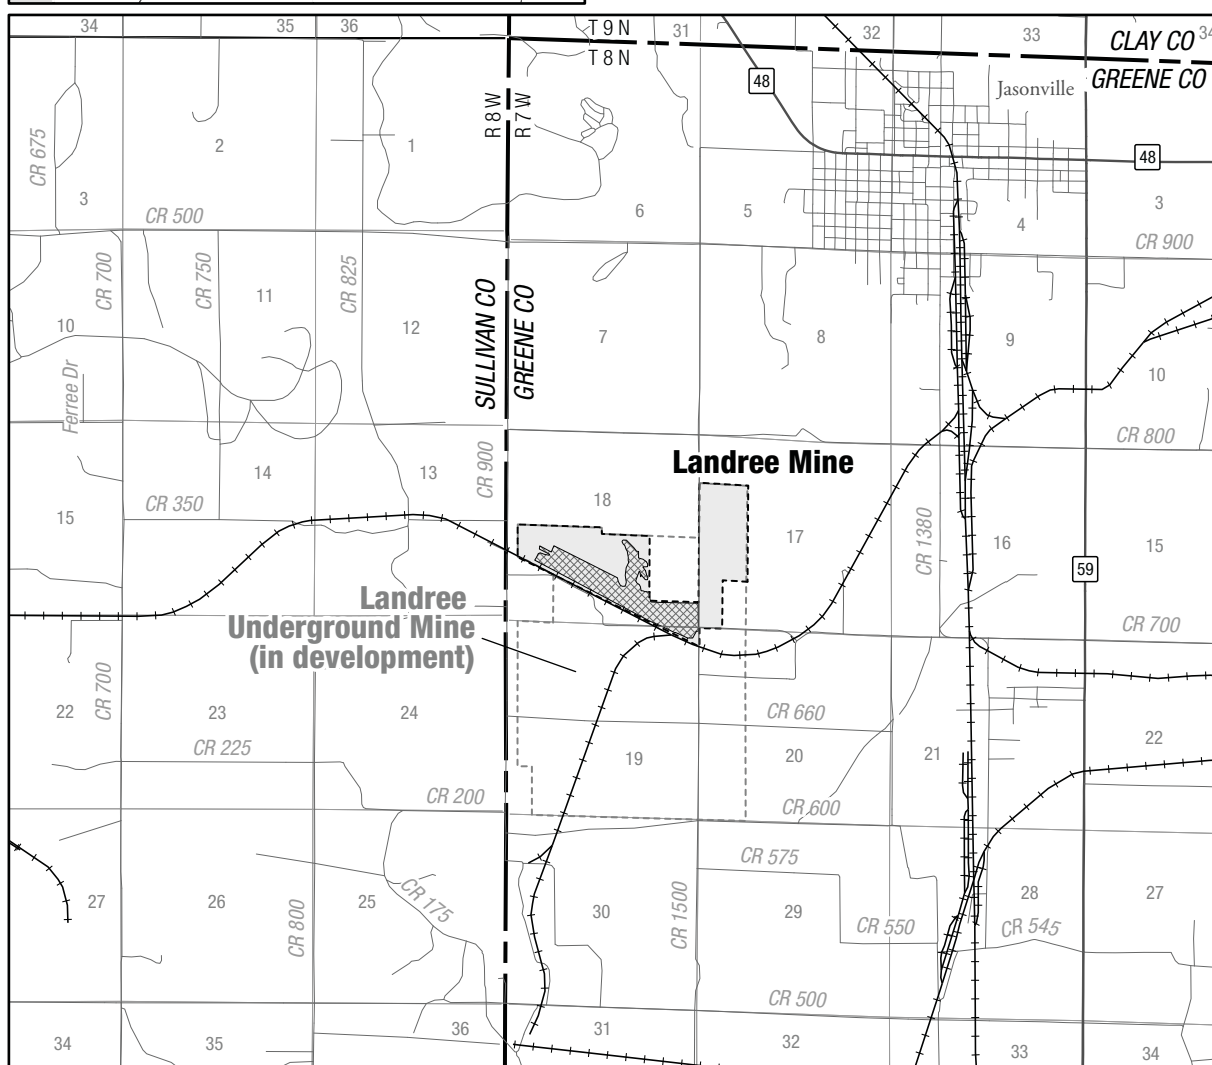 34
35
36
T 9 N
31
32
33
34
CLAY CO
T 8 N
GREENE CO
48
Jasonville
R 8 W
R 7 W
CR 675
2
1
48
3
CR 500
6
5
4
3
CR 900
CR 700
CR 750
CR 825
11
SULLIVAN CO
GREENE CO
10
12
7
8
9
10
Ferree Dr
CR 800
14
13
CR 900
Landree Mine
15
CR 350
18
17
CR 1380
16
15
59
Landree
Underground Mine
(in development)
CR 700
CR 700
22
23
24
CR 660
CR 225
19
20
21
22
CR 200
CR 600
CR 575
27
26
25
CR 175
CR 800
30
CR 1500
29
CR 550
28
CR 545
27
CR 500
34
35
36
31
32
33
34